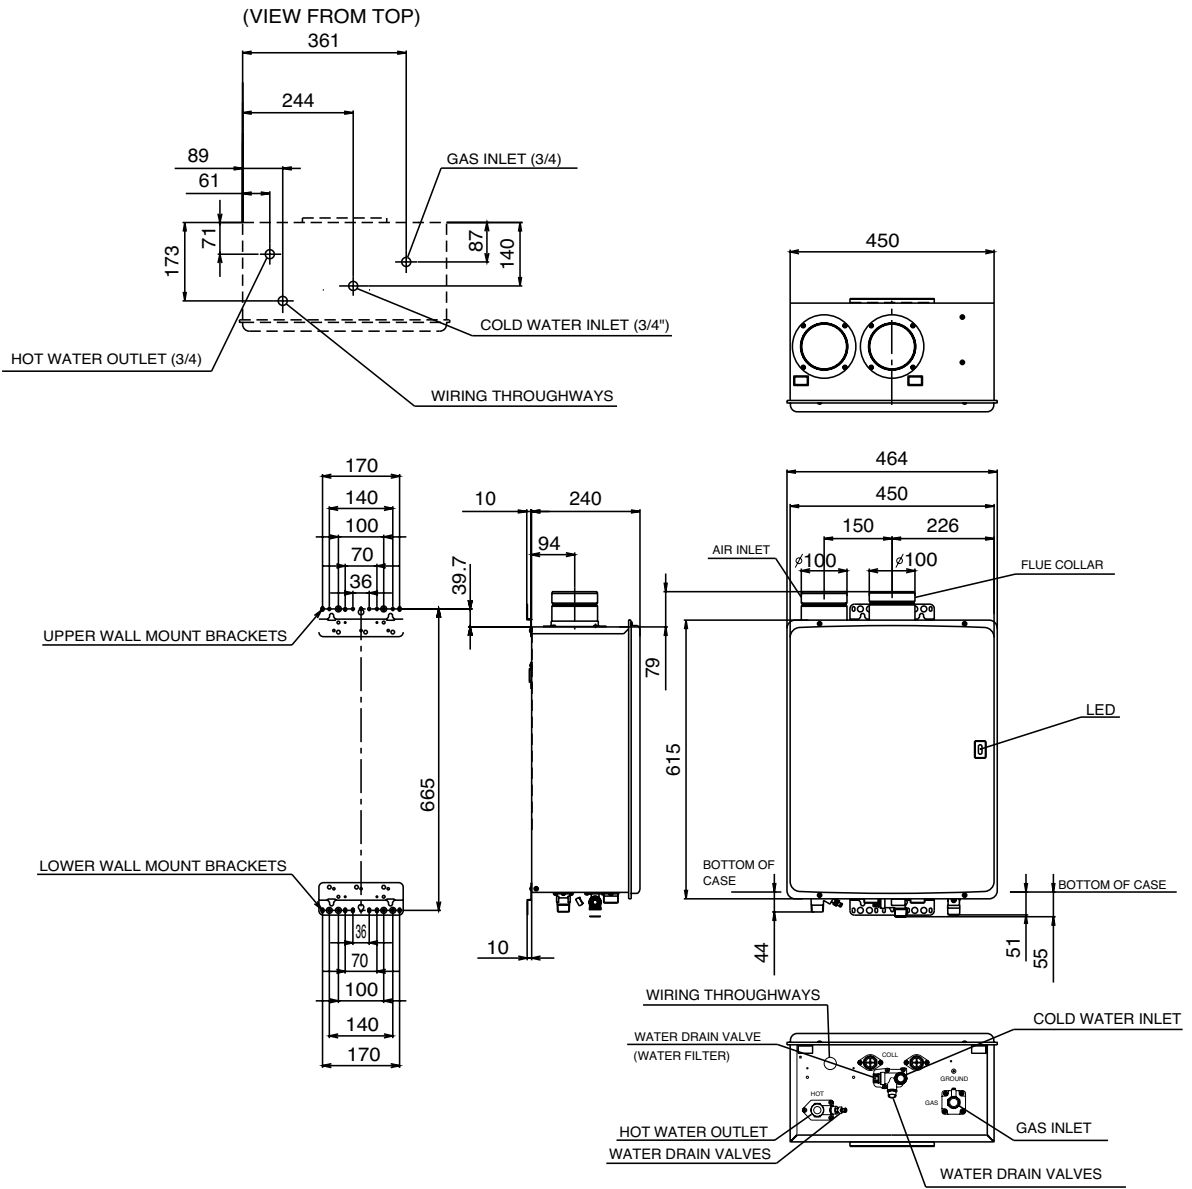 (VIEW FROM TOP)
361
244
89
61
GAS INLET (3/4)
71
173
87
140
COLD WATER INLET (3/4")
HOT WATER OUTLET (3/4)
WIRING THROUGHWAYS
450
170
140
100
70
36
UPPER WALL MOUNT BRACKETS
665
LOWER WALL MOUNT BRACKETS
36
70
100
140
170
10
240
94
39.7
10
464
450
150
226
AIR INLET
⌀100
⌀100
FLUE COLLAR
79
615
LED
BOTTOM OF
CASE
BOTTOM OF CASE
44
51
55
WIRING THROUGHWAYS
COLD WATER INLET
WATER DRAIN VALVE
(WATER FILTER)
COLL
GROUND
HOT
GAS
HOT WATER OUTLET
GAS INLET
WATER DRAIN VALVES
WATER DRAIN VALVES